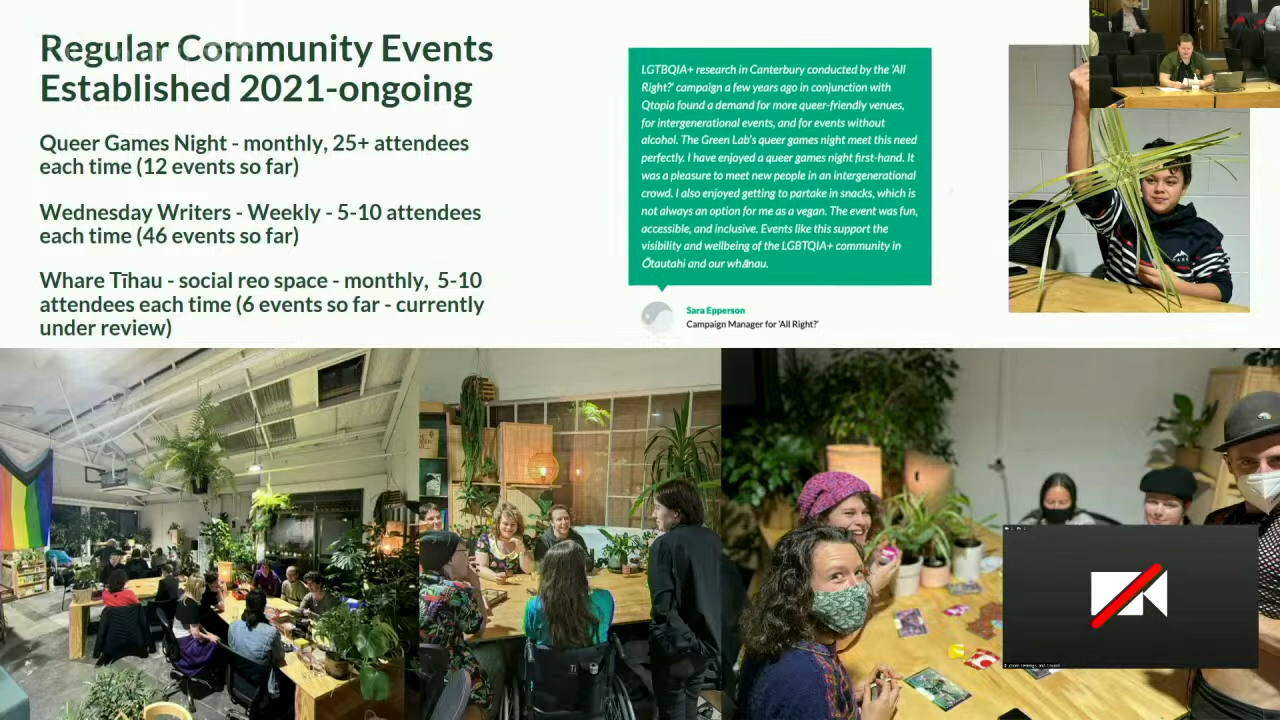 Regular Community Events
Established 2021-ongoing
Queer Games Night - monthly, 25+ attendees
each time (12 events so far)
Wednesday Writers - Weekly - 5-10 attendees
each time (46 events so far)
Whare Tīhau - social reo space - monthly, 5-10
attendees each time (6 events so far - currently
under review)
LGTBQIA+ research in Canterbury conducted by the 'All
Right?' campaign a few years ago in conjunction with
Qtopia found a demand for more queer-friendly venues,
for intergenerational events, and for events without
alcohol. The Green Lab's queer games night meet this need
perfectly. I have enjoyed a queer games night first-hand. It
was a pleasure to meet new people in an intergenerational
crowd. I also enjoyed getting to partake in snacks, which is
not always an option for me as a vegan. The event was fun,
accessible, and inclusive. Events like this support the
visibility and wellbeing of the LGBTQIA+ community in
Ōtautahi and our whānau.
Sara Epperson
Campaign Manager for 'All Right?'